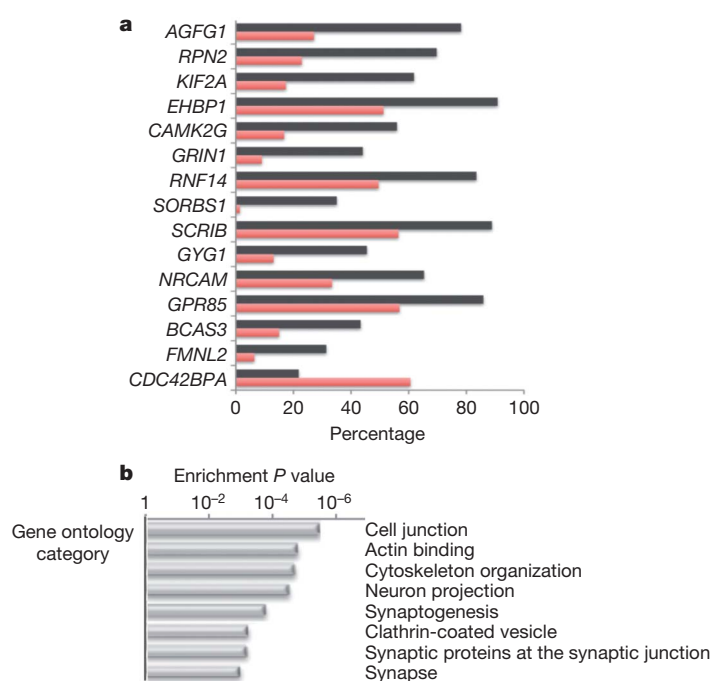 a
AGFG1
RPN2
KIF2A
EHBP1
CAMK2G
GRIN1
RNF14
SORBS1
SCRIB
GYG1
NRCAM
GPR85
BCAS3
FMNL2
CDC42BPA
0 20 40 60 80 100
Percentage
b
Enrichment P value
1 10⁻² 10⁻⁴ 10⁻⁶
Gene ontology
category
Cell junction
Actin binding
Cytoskeleton organization
Neuron projection
Synaptogenesis
Clathrin-coated vesicle
Synaptic proteins at the synaptic junction
Synapse